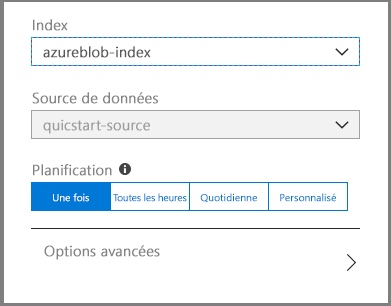 Index
azureblob-index
Source de données
quicstart-source
Planification
Une fois Toutes les heures Quotidienne Personnalisé
Options avancées